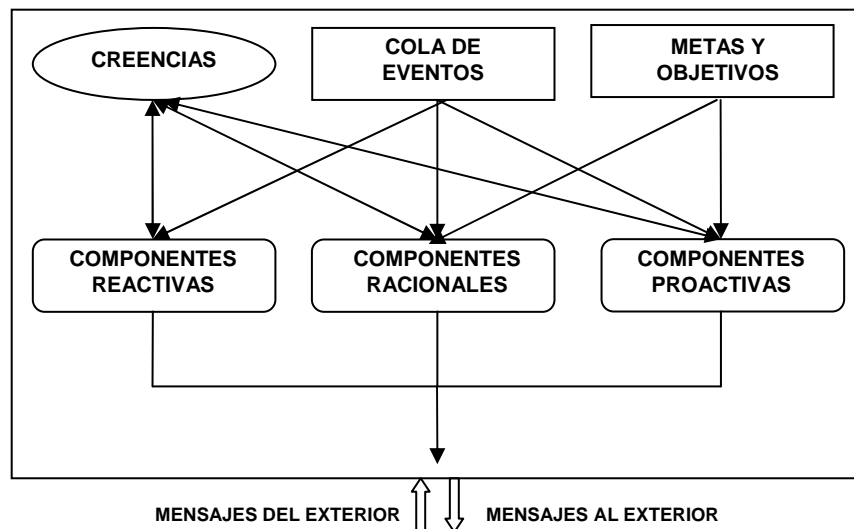 CREENCIAS
COLA DE
EVENTOS
METAS Y
OBJETIVOS
COMPONENTES
REACTIVAS
COMPONENTES
RACIONALES
COMPONENTES
PROACTIVAS
MENSAJES DEL EXTERIOR
MENSAJES AL EXTERIOR